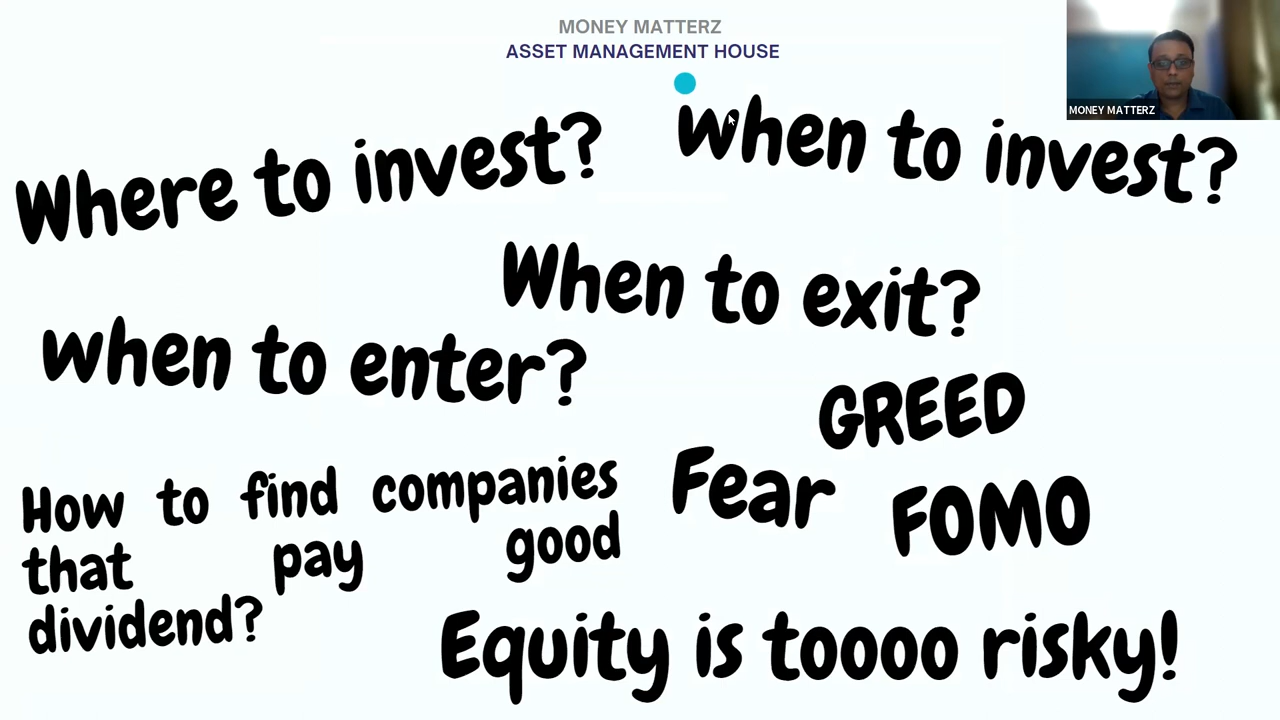 MONEY MATTERZ
ASSET MANAGEMENT HOUSE
MONEY MATTERZ
Where to invest?
when to invest?
When to exit?
when to enter?
GREED
How to find companies
that pay good
dividend?
Fear
FOMO
Equity is toooo risky!